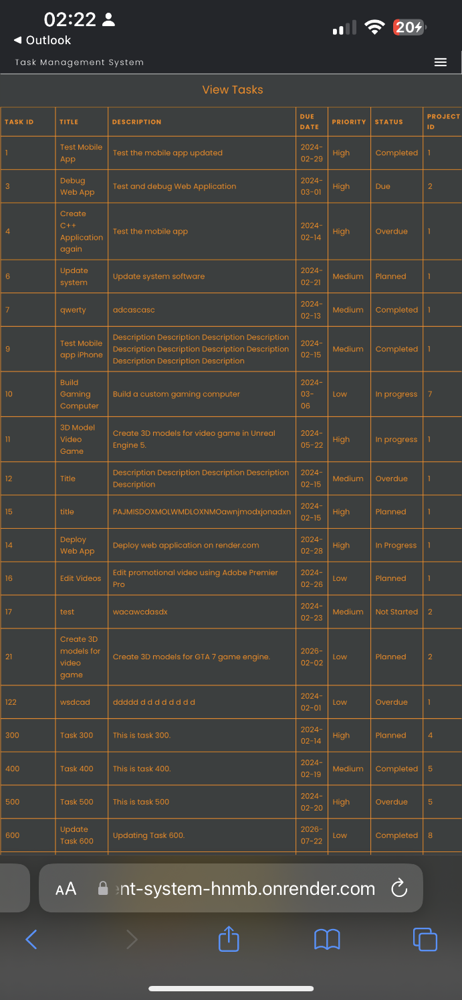 02:22
20
◀ Outlook
Task Management System
View Tasks
TASK ID TITLE DESCRIPTION DUE DATE PRIORITY STATUS PROJECT ID
1 Test Mobile App Test the mobile app updated 2024-02-29 High Completed 1
3 Debug Web App Test and debug Web Application 2024-03-01 High Due 2
4 Create C++ Application again Test the mobile app 2024-02-14 High Overdue 1
6 Update system Update system software 2024-02-21 Medium Planned 1
7 qwerty adcascasc 2024-02-13 Medium Completed 1
9 Test Mobile app iPhone Description Description Description Description Description Description Description Description Description Description Description 2024-02-15 Medium Completed 1
10 Build Gaming Computer Build a custom gaming computer 2024-03-06 Low In progress 7
11 3D Model Video Game Create 3D models for video game in Unreal Engine 5. 2024-05-22 High In progress 1
12 Title Description Description Description Description Description 2024-02-15 Medium Overdue 1
15 title PAJMISDOXMOLWMDLOXNMOawnjmodxjonadxn 2024-02-15 High Planned 1
14 Deploy Web App Deploy web application on render.com 2024-02-28 High In Progress 1
16 Edit Videos Edit promotional video using Adobe Premier Pro 2024-02-26 Low Planned 1
17 test wacawcdasdx 2024-02-23 Medium Not Started 2
21 Create 3D models for video game Create 3D models for GTA 7 game engine. 2026-02-02 Low Planned 2
122 wsdcad ddddd d d d d d d d 2024-02-01 Low Overdue 1
300 Task 300 This is task 300. 2024-02-14 High Planned 4
400 Task 400 This is task 400. 2024-02-19 Medium Completed 5
500 Task 500 This is task 500 2024-02-20 High Overdue 5
600 Update Task 600 Updating Task 600. 2026-07-22 Low Completed 8
AA nt-system-hnmb.onrender.com